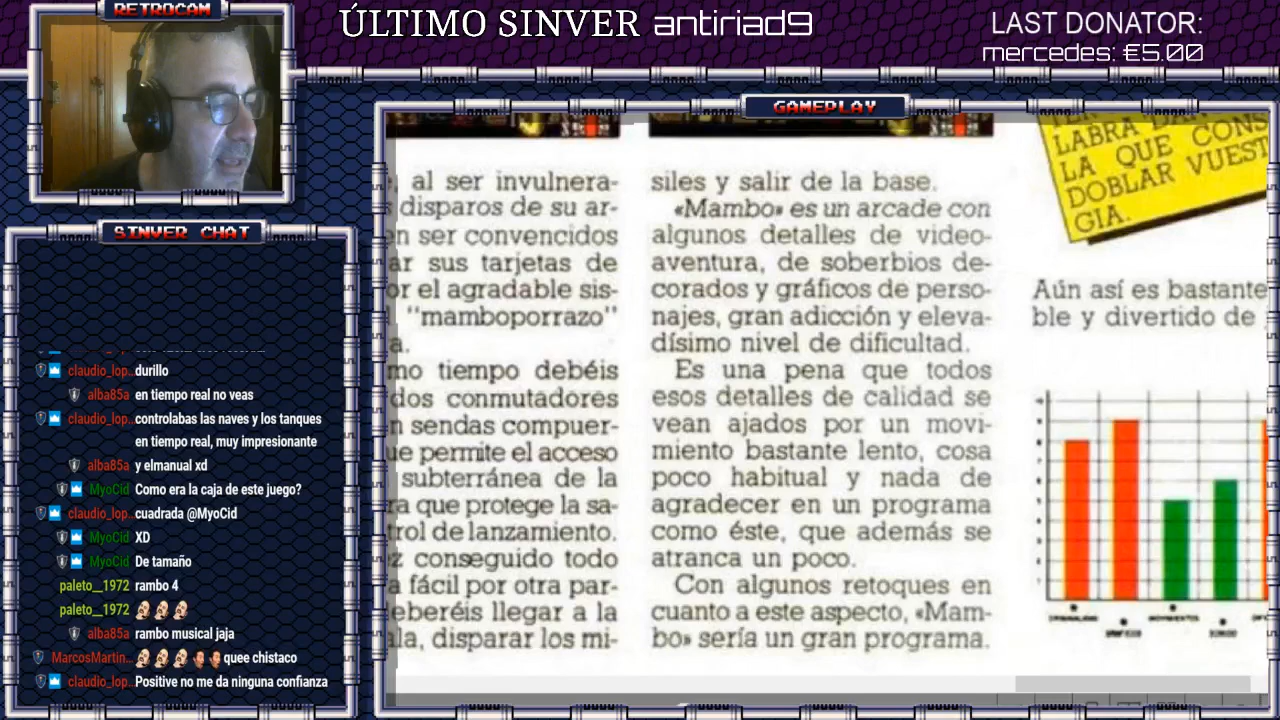 RETROCAM
ÚLTIMO SINVER antiriad9
LAST DONATOR:
mercedes: €5.00
GAMEPLAY
SINVER CHAT
claudio_lop... durillo
alba85a en tiempo real no veas
claudio_lop... controlabas las naves y los tanques
en tiempo real, muy impresionante
alba85a y elmanual xd
MyoCid Como era la caja de este juego?
claudio_lop... cuadrada @MyoCid
MyoCid XD
MyoCid De tamaño
paleto__1972 rambo 4
paleto__1972
alba85a rambo musical jaja
MarcosMartin... quee chistaco
claudio_lop... Positive no me da ninguna confianza
, al ser invulnera-
disparos de su ar-
n ser convencidos
ar sus tarjetas de
or el agradable sis-
"mamboporrazo"
a.
mo tiempo debéis
dos conmutadores
n sendas compuer-
ue permite el acceso
subterránea de la
ra que protege la sa-
trol de lanzamiento.
z conseguido todo
a fácil por otra par-
eberéis llegar a la
ala, disparar los mi-
siles y salir de la base.
«Mambo» es un arcade con
algunos detalles de video-
aventura, de soberbios de-
corados y gráficos de perso-
najes, gran adicción y eleva-
dísimo nivel de dificultad.
Es una pena que todos
esos detalles de calidad se
vean ajados por un movi-
miento bastante lento, cosa
poco habitual y nada de
agradecer en un programa
como éste, que además se
atranca un poco.
Con algunos retoques en
cuanto a este aspecto, «Mam-
bo» sería un gran programa.
LABRA
LA QUE CONS
DOBLAR VUEST
GIA.
Aún así es bastante
ble y divertido de